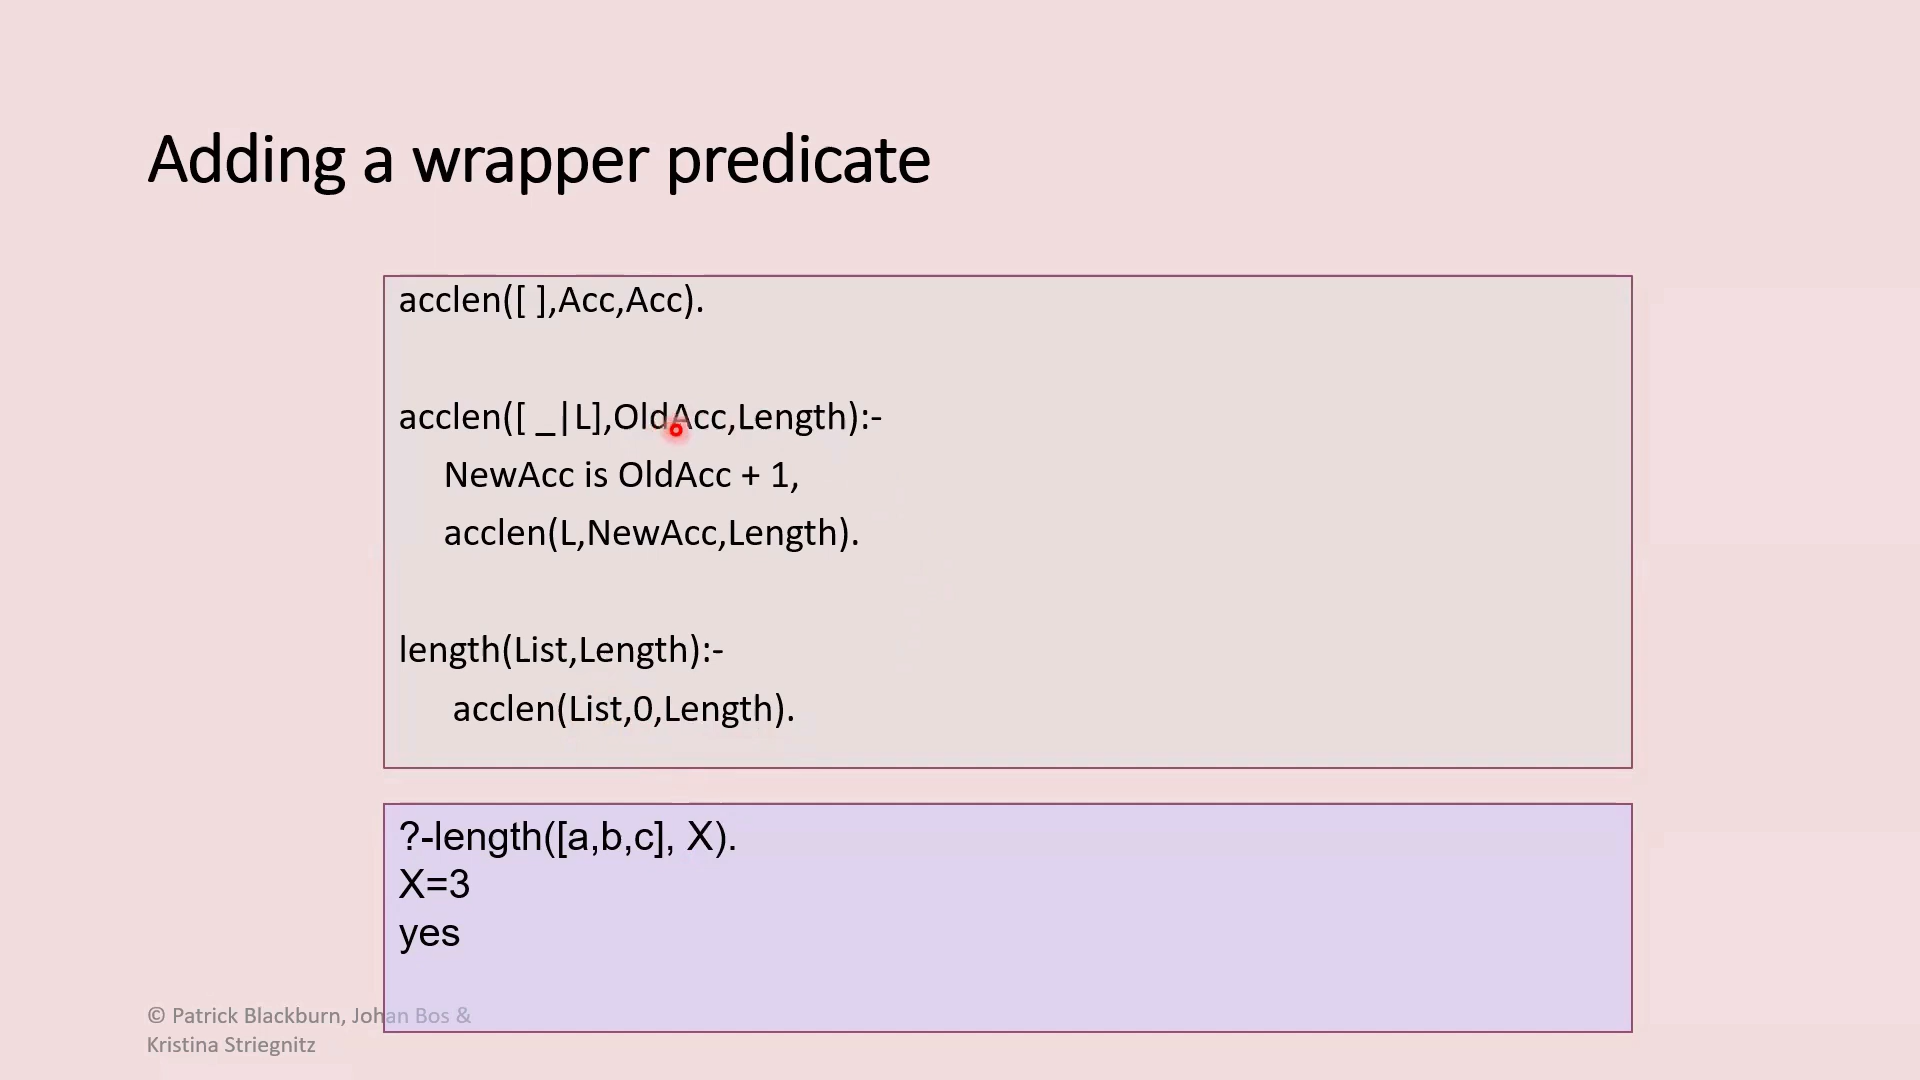 Adding a wrapper predicate
acclen([ ],Acc,Acc).
acclen([ _|L],OldAcc,Length):-
NewAcc is OldAcc + 1,
acclen(L,NewAcc,Length).
length(List,Length):-
acclen(List,0,Length).
?-length([a,b,c], X).
X=3
yes
© Patrick Blackburn, Johan Bos &
Kristina Striegnitz